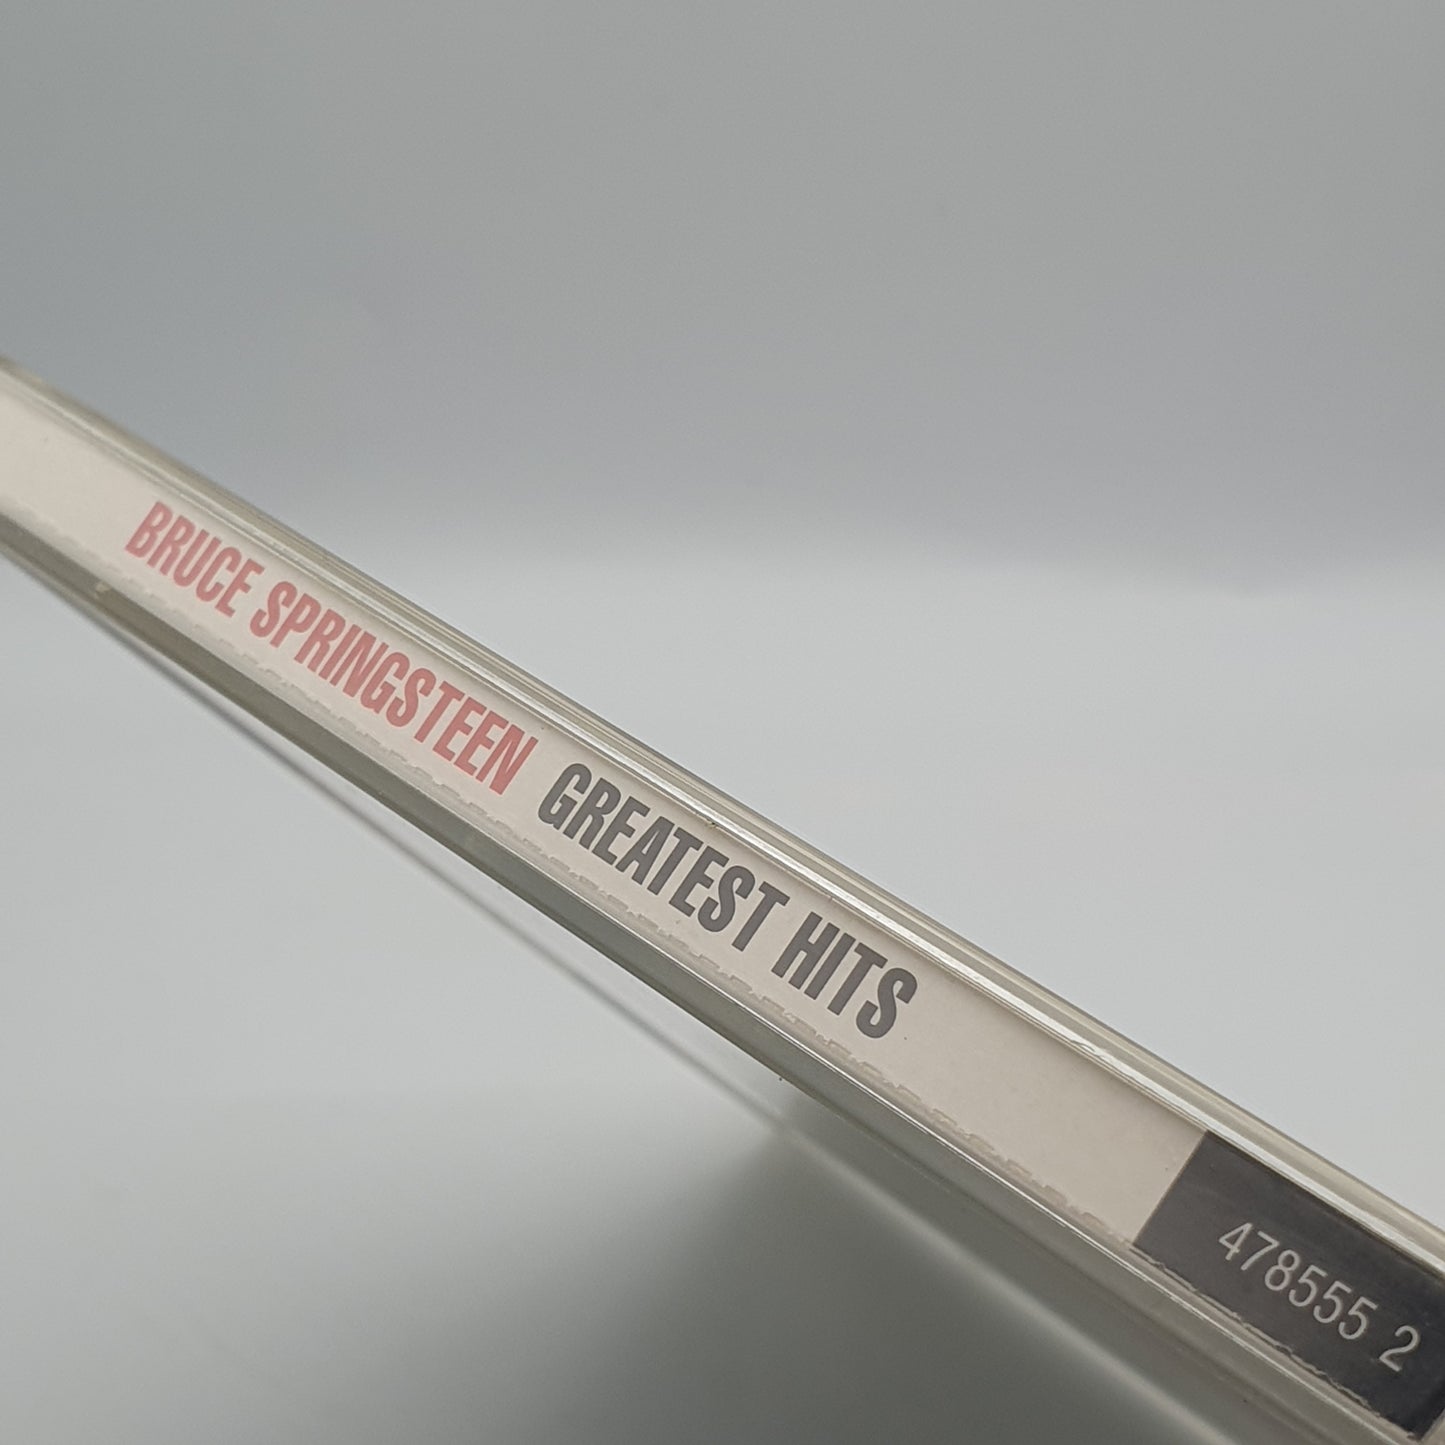 BRUCE SPRINGSTEEN GREATEST HITS 478555 2